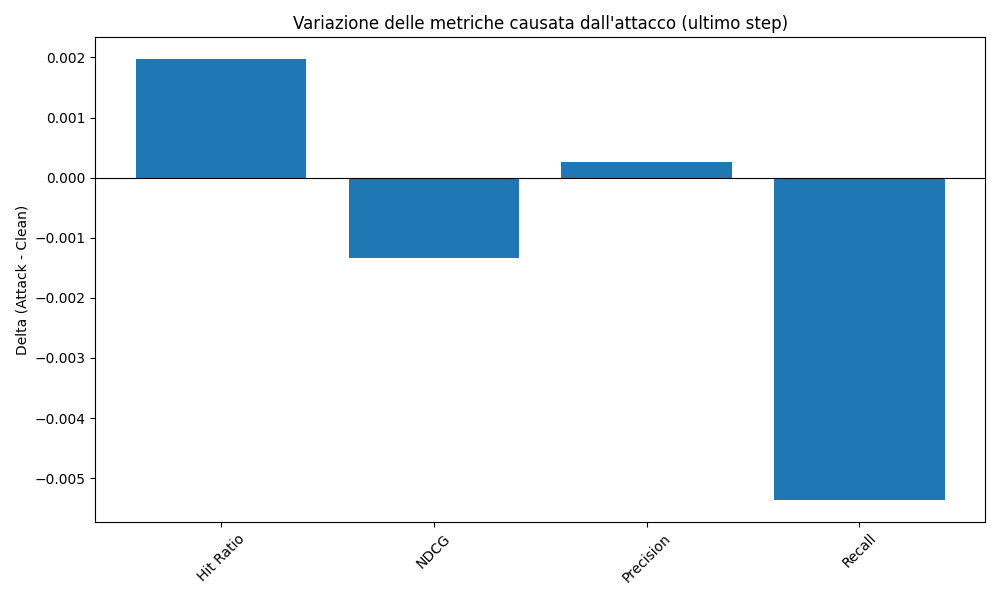 Variazione delle metriche causata dall'attacco (ultimo step)
Delta (Attack - Clean)
0.002
0.001
0.000
−0.001
−0.002
−0.003
−0.004
−0.005
Hit Ratio
NDCG
Precision
Recall